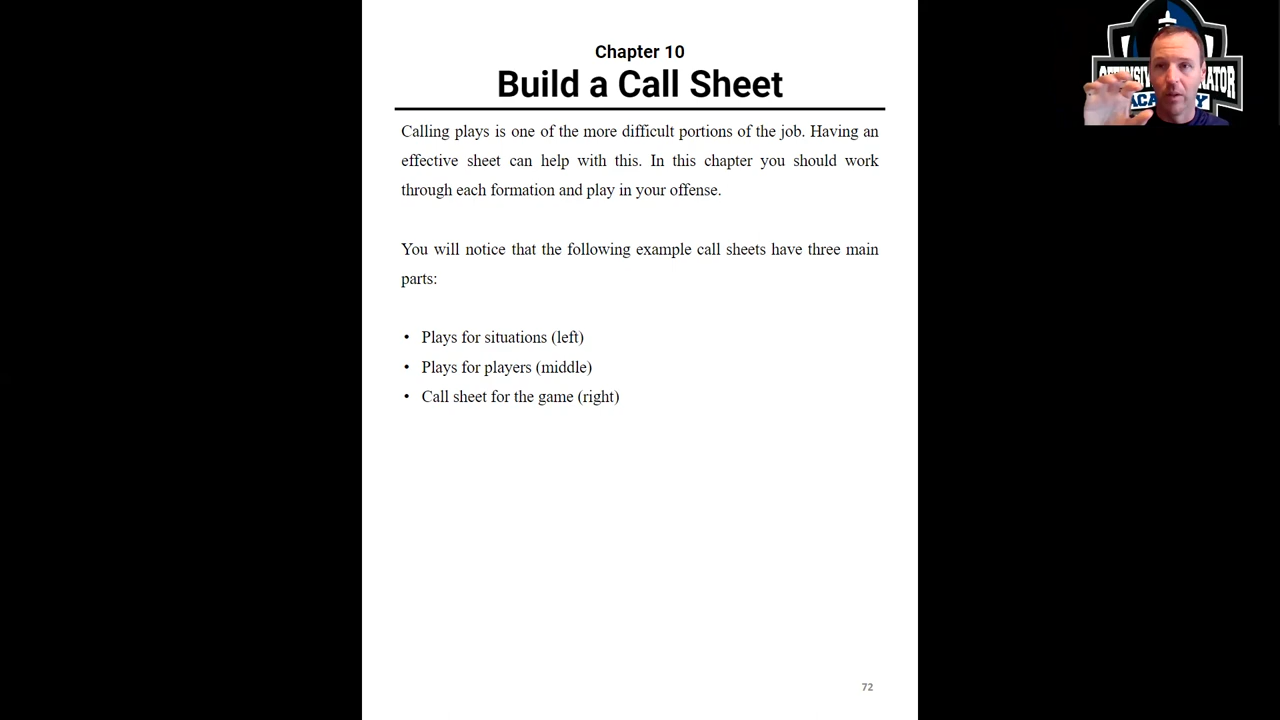 Chapter 10
Build a Call Sheet
Calling plays is one of the more difficult portions of the job. Having an
effective sheet can help with this. In this chapter you should work
through each formation and play in your offense.
You will notice that the following example call sheets have three main
parts:
• Plays for situations (left)
• Plays for players (middle)
• Call sheet for the game (right)
72
ACADEMY